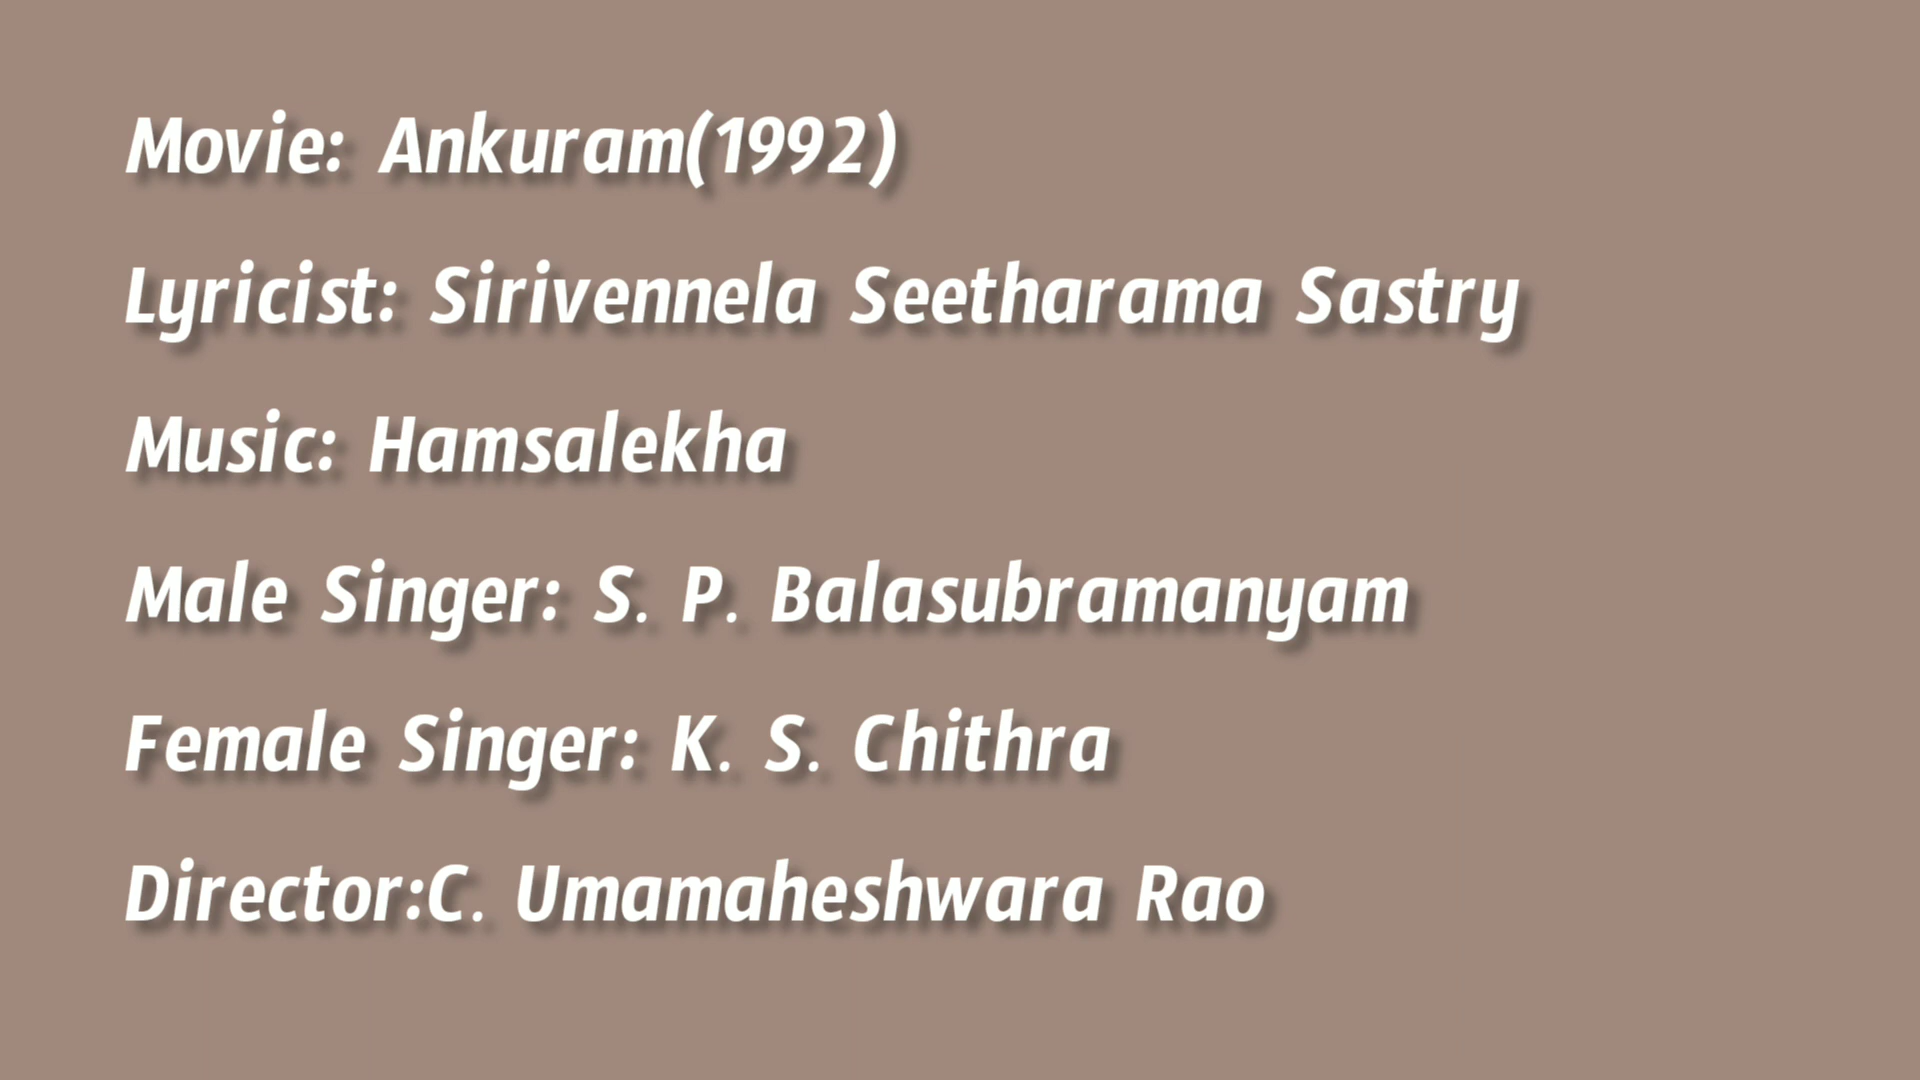 Movie: Ankuram(1992)
Lyricist: Sirivennela Seetharama Sastry
Music: Hamsalekha
Male Singer: S. P. Balasubramanyam
Female Singer: K. S. Chithra
Director:C. Umamaheshwara Rao